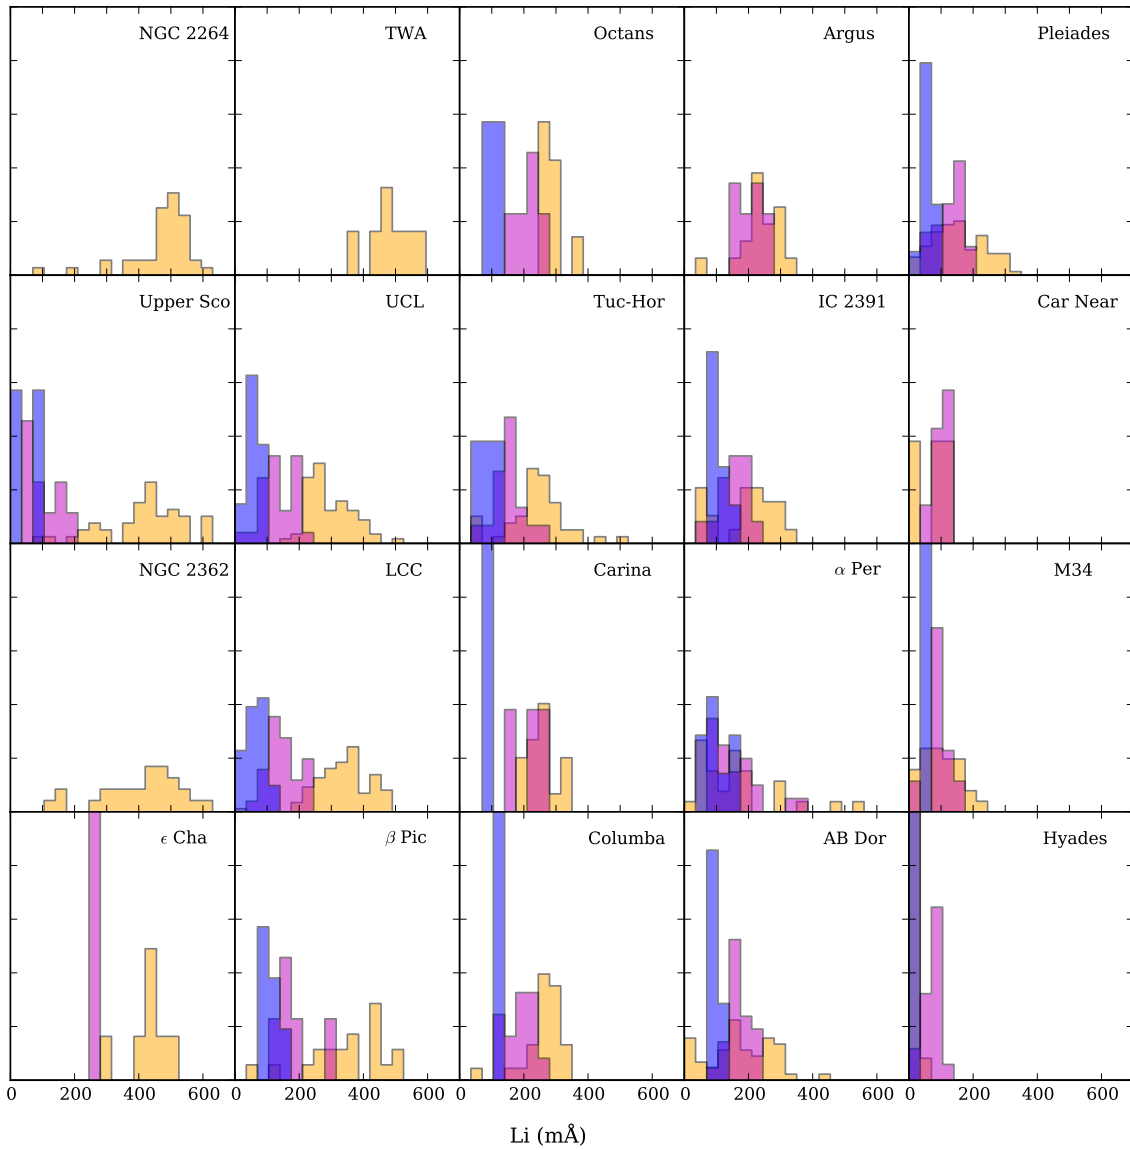 NGC 2264 TWA Octans Argus Pleiades
Upper Sco UCL Tuc-Hor IC 2391 Car Near
NGC 2362 LCC Carina α Per M34
ϵ Cha β Pic Columba AB Dor Hyades
0 200 400 600 0 200 400 600 0 200 400 600 0 200 400 600 0 200 400 600
Li (mÅ)